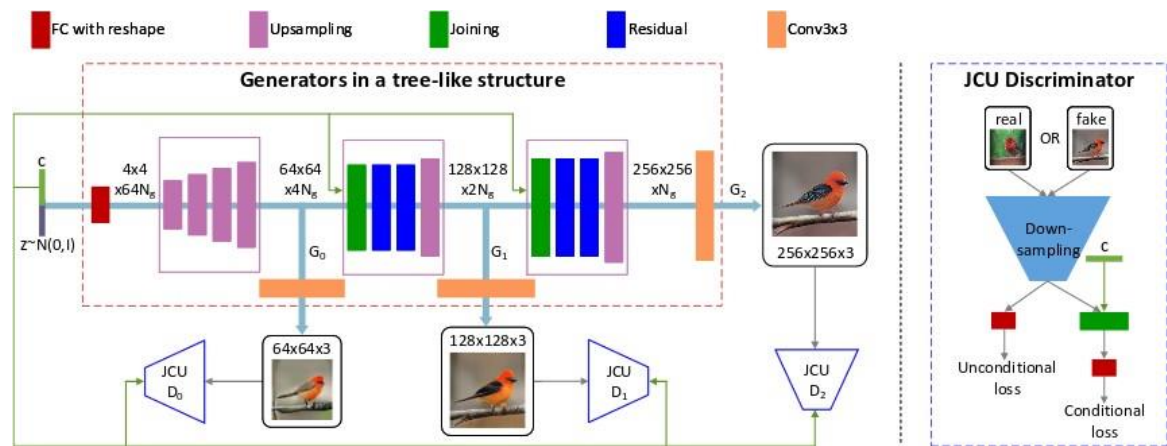 FC with reshape
Upsampling
Joining
Residual
Conv3x3
Generators in a tree-like structure
c
z~N(0,I)
4x4
x64Ng
64x64
x4Ng
128x128
x2Ng
256x256
xNg
G0
G1
G2
256x256x3
64x64x3
128x128x3
JCU
D0
JCU
D1
JCU
D2
JCU Discriminator
real
OR
fake
Down-
sampling
c
Unconditional
loss
Conditional
loss